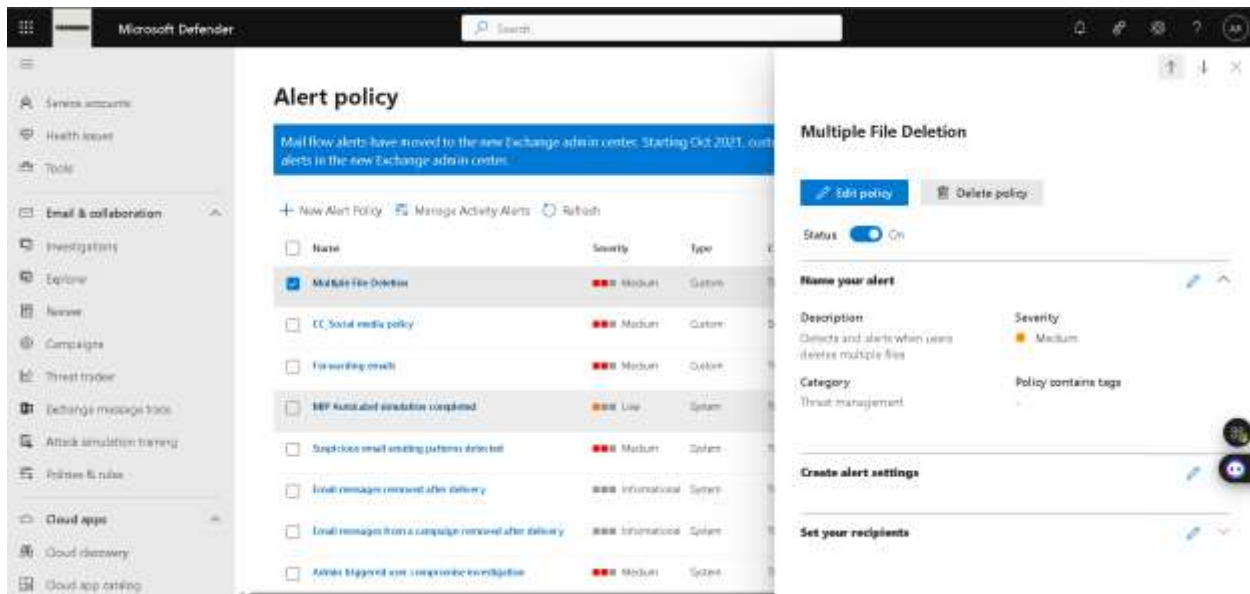 Microsoft Defender
Search
Service accounts
Health issues
Tools
Email & collaboration
Investigations
Explorer
Review
Campaigns
Threat tracker
Exchange message trace
Attack simulation training
Policies & rules
Cloud apps
Cloud discovery
Cloud app catalog
Alert policy
Mail flow alerts have moved to the new Exchange admin center. Starting Oct 2021,
alerts in the new Exchange admin center.
New Alert Policy Manage Activity Alerts Refresh
Name Severity Type
Multiple File Deletion Medium Custom
CC_Social media policy Medium Custom
Forwarding emails Medium Custom
MIP AutoLabel simulation completed Low System
Suspicious email sending patterns detected Medium System
Email messages removed after delivery Informational System
Email messages from a campaign removed after delivery Informational System
Admin triggered user compromise investigation Medium System
Multiple File Deletion
Edit policy Delete policy
Status On
Name your alert
Description Severity
Detects and alerts when users Medium
deletes multiple files
Category Policy contains tags
Threat management -
Create alert settings
Set your recipients